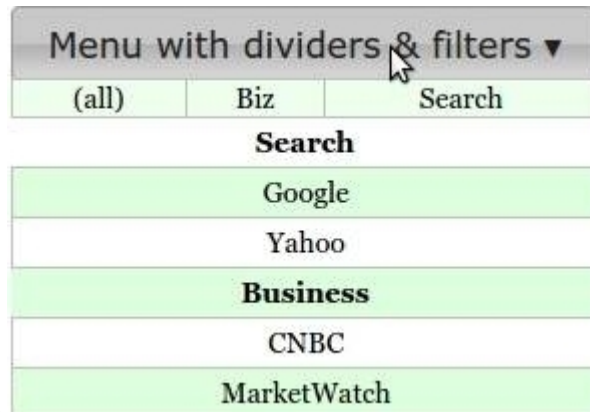 Menu with dividers & filters ▾
(all) Biz Search
Search
Google
Yahoo
Business
CNBC
MarketWatch